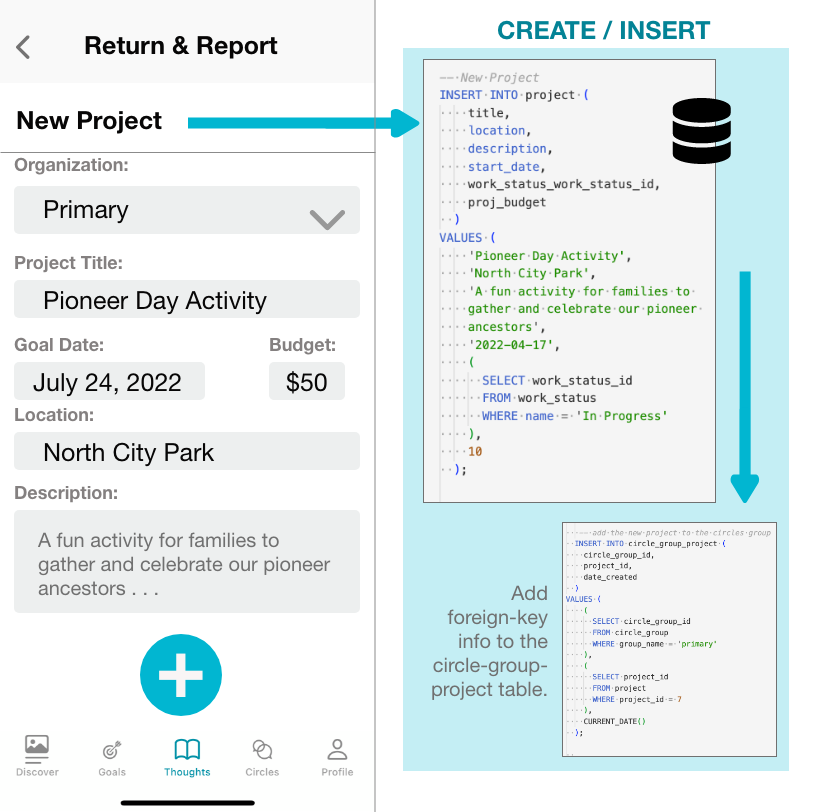 Return & Report
New Project
Organization:
Primary
Project Title:
Pioneer Day Activity
Goal Date:
Budget:
July 24, 2022
$50
Location:
North City Park
Description:
A fun activity for families to
gather and celebrate our pioneer
ancestors . . .
Discover
Goals
Thoughts
Circles
Profile
CREATE / INSERT
-- New Project
INSERT INTO project (
title,
location,
description,
start_date,
work_status_work_status_id,
proj_budget
)
VALUES (
'Pioneer Day Activity',
'North City Park',
'A fun activity for families to
gather and celebrate our pioneer
ancestors',
'2022-04-17',
(
SELECT work_status_id
FROM work_status
WHERE name = 'In Progress'
),
10
);
Add
foreign-key
info to the
circle-group-
project table.
-- add the new project to the circles group
INSERT INTO circle_group_project (
circle_group_id,
project_id,
date_created
)
VALUES (
(
SELECT circle_group_id
FROM circle_group
WHERE group_name = 'primary'
),
(
SELECT project_id
FROM project
WHERE project_id = 7
),
CURRENT_DATE()
);